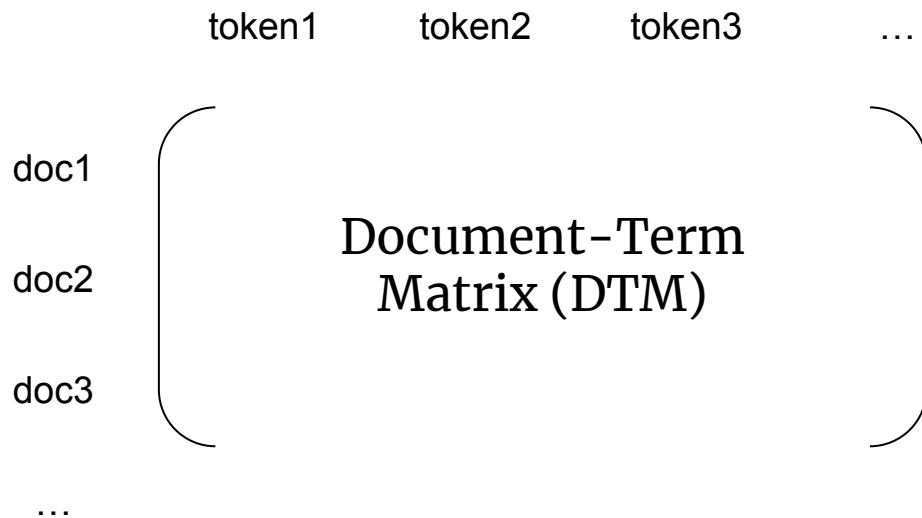 token1 token2 token3 …
doc1
Document-Term
doc2
Matrix (DTM)
doc3
…